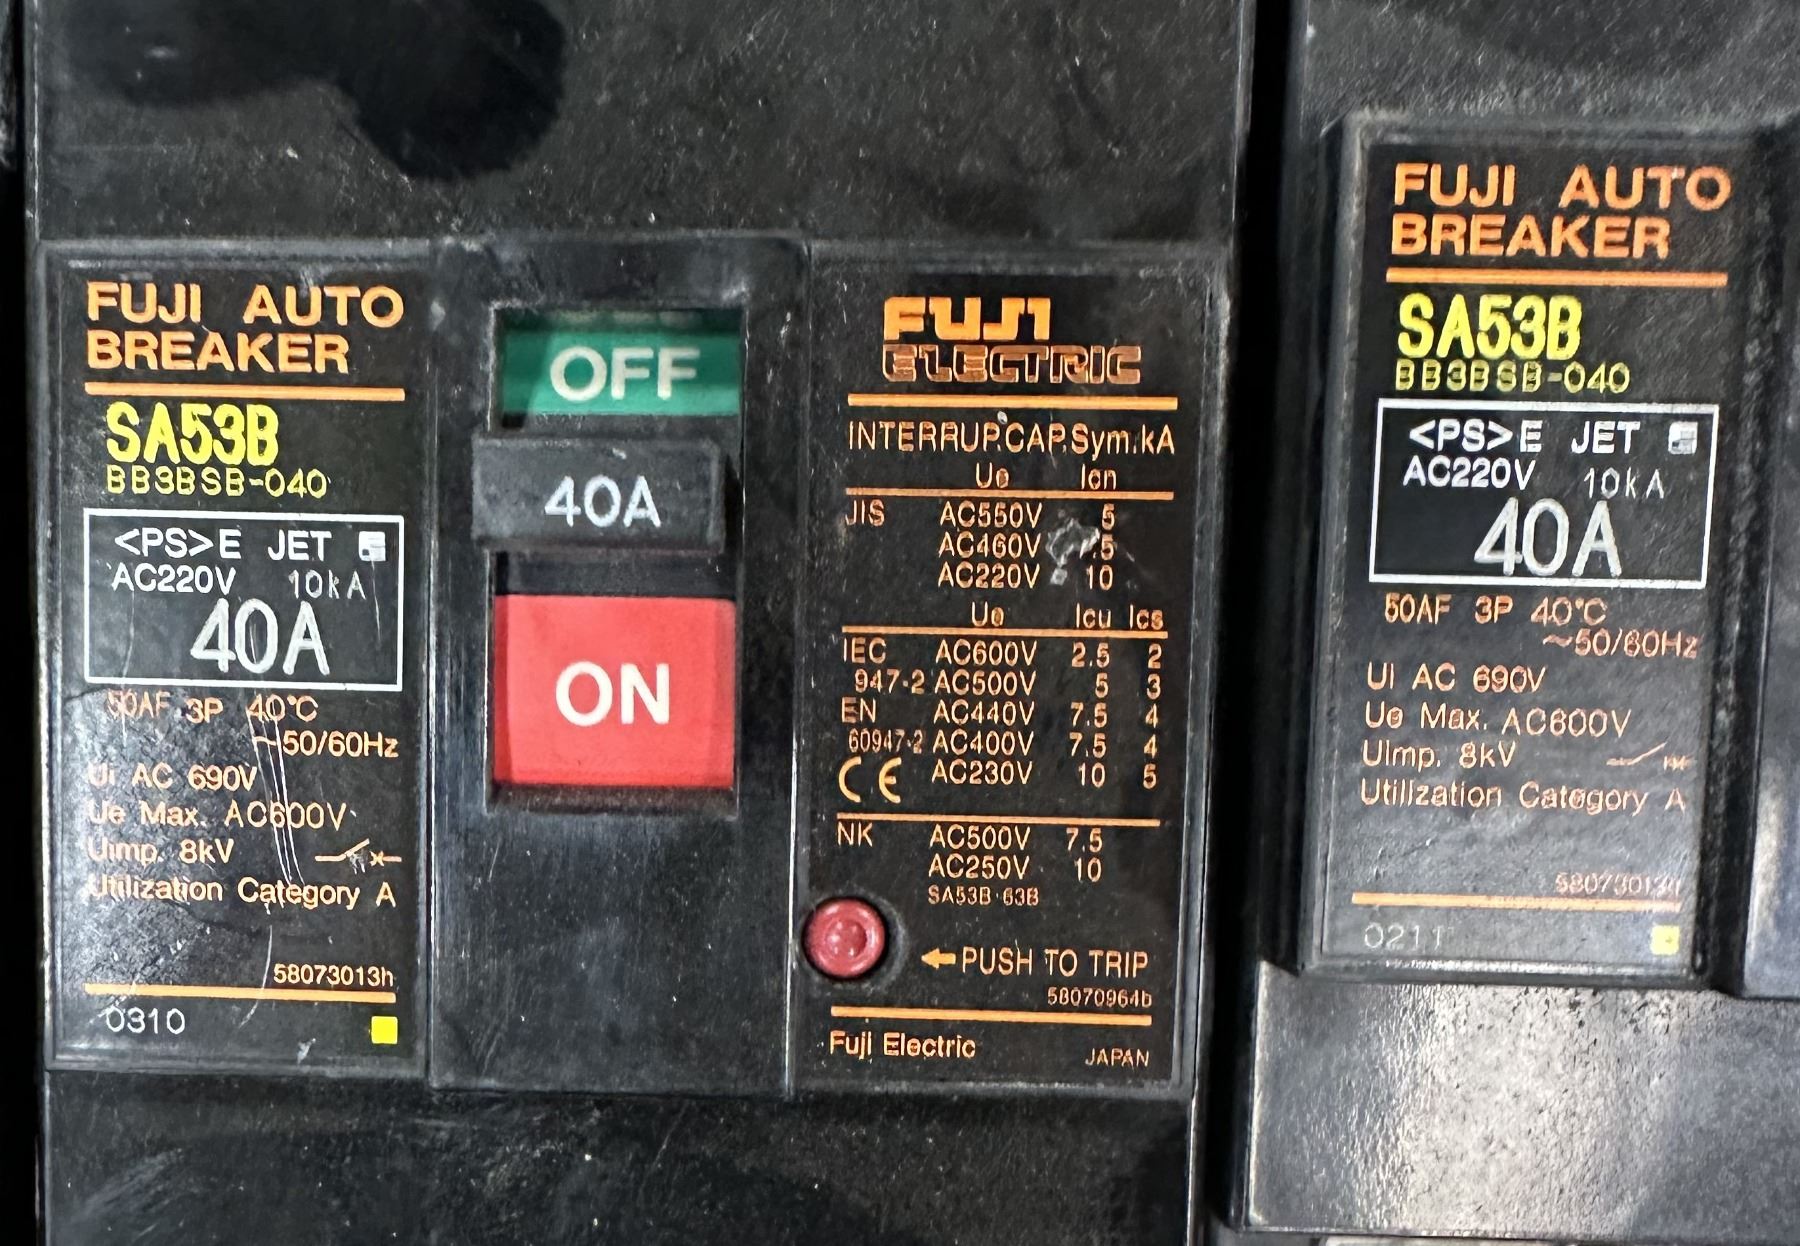 FUJI AUTO
BREAKER
SA53B
BB3BSB-040
<PS>E JET
AC220V 10kA
40A
50AF 3P 40°C
~50/60Hz
Ui AC 690V
Ue Max. AC600V
Uimp. 8kV
Utilization Category A
58073013h
0310
OFF
40A
ON
FUJI
ELECTRIC
INTERRUP.CAP.Sym.kA
Ue Icn
JIS AC550V 5
AC460V
AC220V 10
Ue Icu Ics
IEC AC600V 2.5 2
947-2 AC500V 5 3
EN AC440V 7.5 4
60947-2 AC400V 7.5 4
CE AC230V 10 5
NK AC500V 7.5
AC250V 10
SA53B·63B
←PUSH TO TRIP
58070964b
Fuji Electric JAPAN
FUJI AUTO
BREAKER
SA53B
BB3BSB-040
<PS>E JET
AC220V 10kA
40A
50AF 3P 40°C
~50/60Hz
Ui AC 690V
Ue Max. AC600V
Uimp. 8kV
Utilization Category A